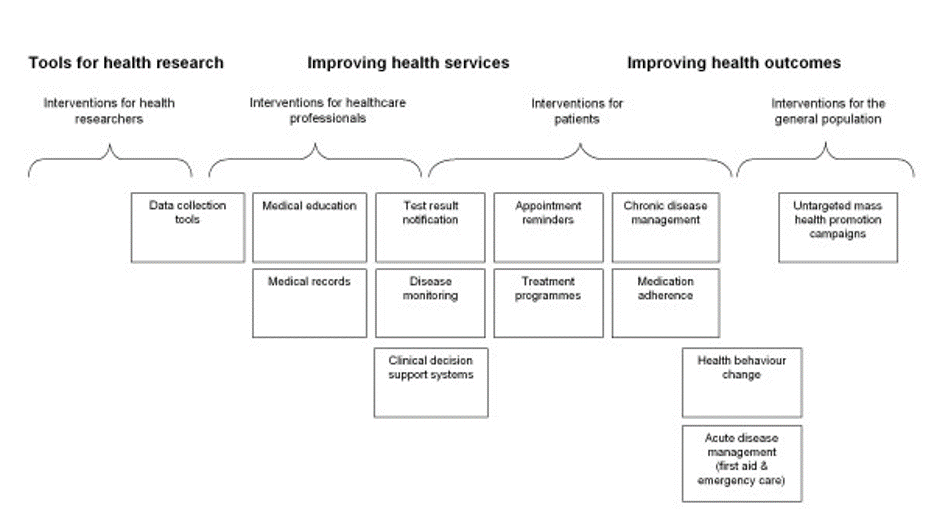 Tools for health research
Improving health services
Improving health outcomes
Interventions for health
researchers
Interventions for healthcare
professionals
Interventions for
patients
Interventions for the
general population
Data collection
tools
Medical education
Test result
notification
Appointment
reminders
Chronic disease
management
Untargeted mass
health promotion
campaigns
Medical records
Disease
monitoring
Treatment
programmes
Medication
adherence
Clinical decision
support systems
Health behaviour
change
Acute disease
management
(first aid &
emergency care)